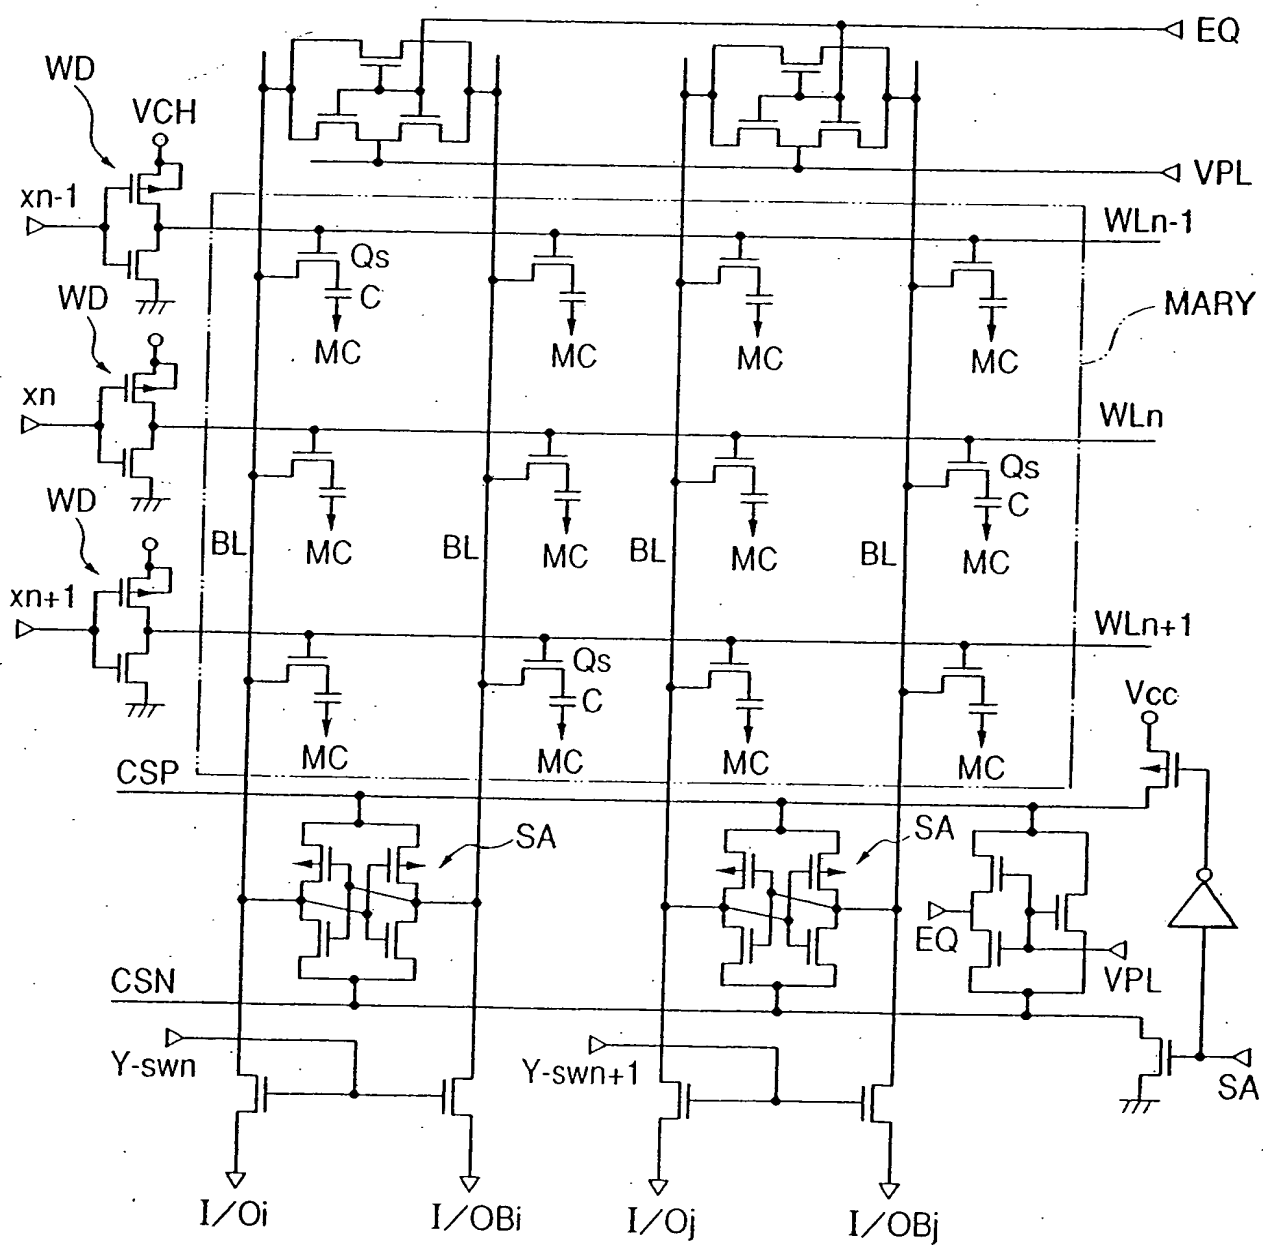 EQ
WD
VCH
VPL
xn-1
WLn-1
Qs
C
WD
MARY
MC
MC
MC
MC
xn
WLn
Qs
C
WD
BL
MC
BL
MC
BL
MC
BL
MC
xn+1
WLn+1
Qs
C
Vcc
MC
MC
MC
MC
CSP
SA
SA
EQ
VPL
CSN
Y-swn
Y-swn+1
SA
I/Oi
I/OBi
I/Oj
I/OBj